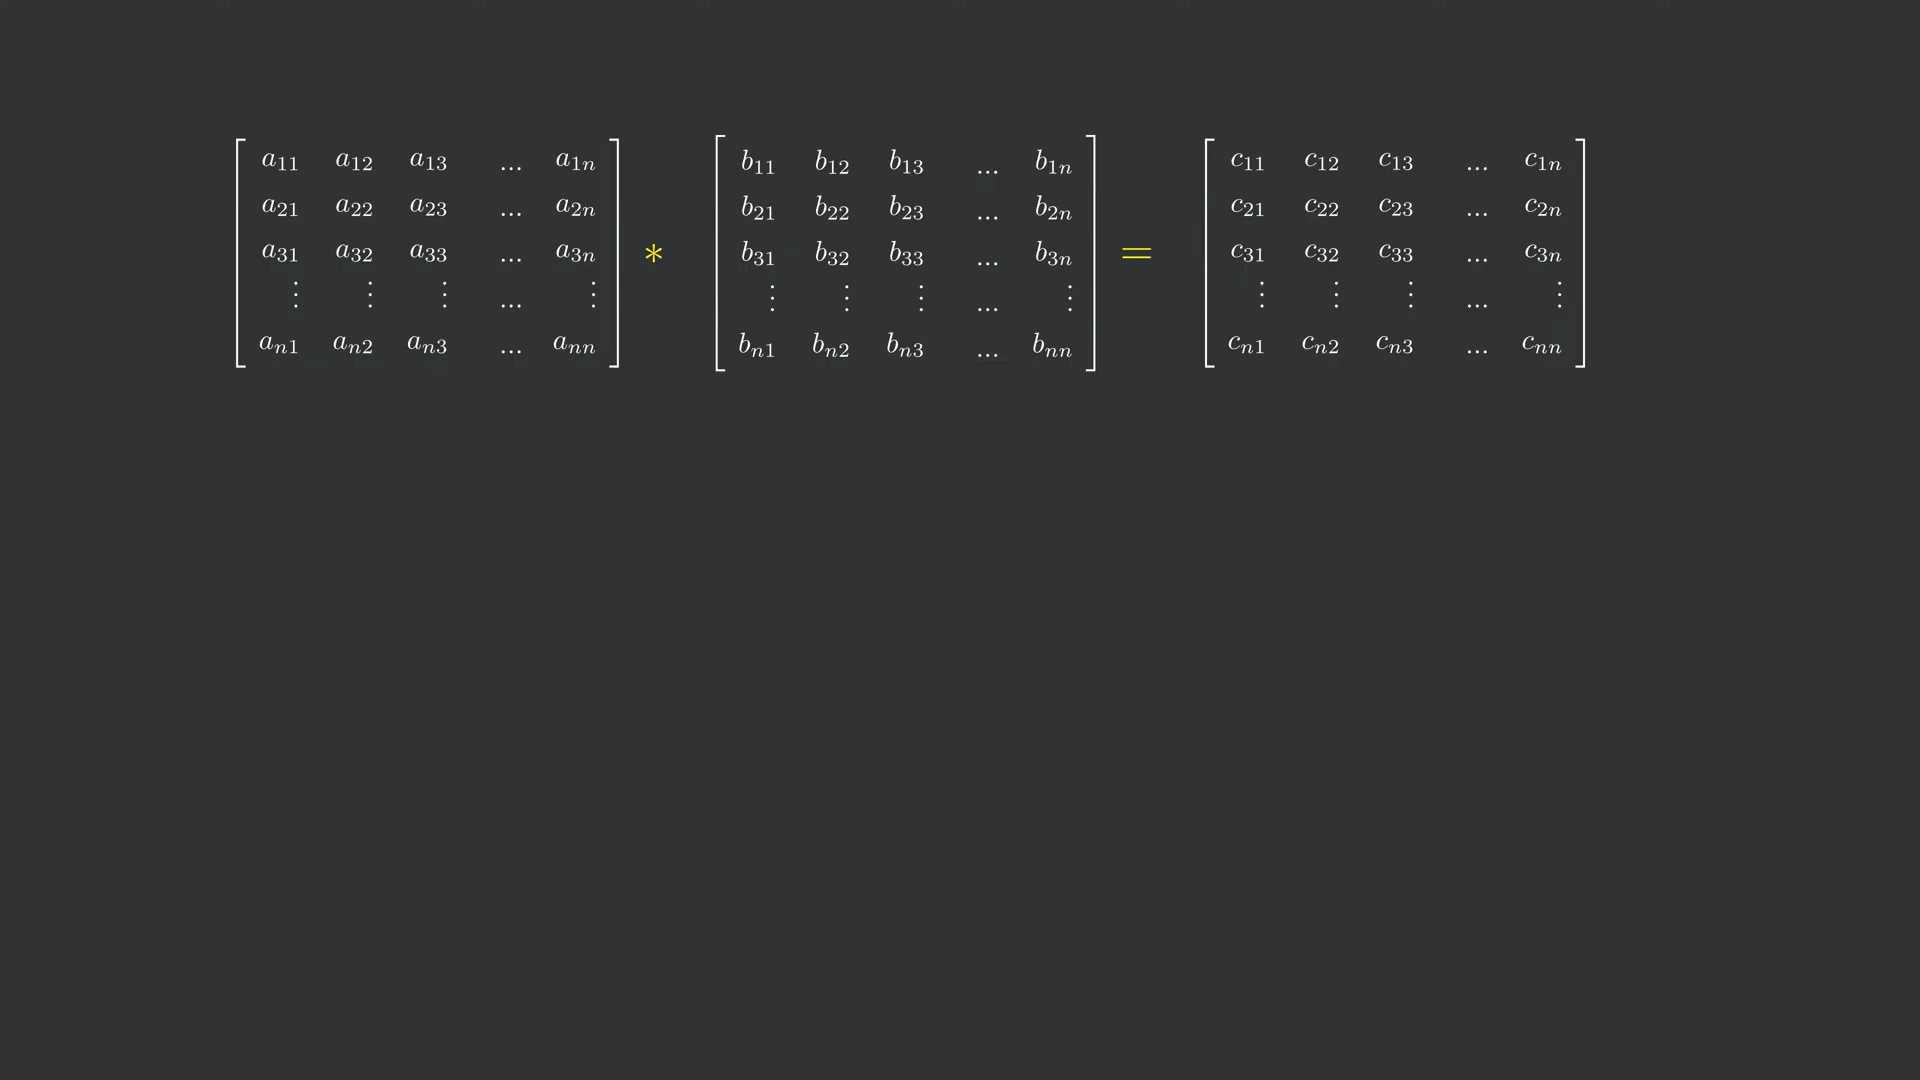 a₁₁ a₁₂ a₁₃ ... a₁ₙ b₁₁ b₁₂ b₁₃ ... b₁ₙ c₁₁ c₁₂ c₁₃ ... c₁ₙ
a₂₁ a₂₂ a₂₃ ... a₂ₙ b₂₁ b₂₂ b₂₃ ... b₂ₙ c₂₁ c₂₂ c₂₃ ... c₂ₙ
a₃₁ a₃₂ a₃₃ ... a₃ₙ * b₃₁ b₃₂ b₃₃ ... b₃ₙ = c₃₁ c₃₂ c₃₃ ... c₃ₙ
⋮ ⋮ ⋮ ... ⋮ ⋮ ⋮ ⋮ ... ⋮ ⋮ ⋮ ⋮ ... ⋮
aₙ₁ aₙ₂ aₙ₃ ... aₙₙ bₙ₁ bₙ₂ bₙ₃ ... bₙₙ cₙ₁ cₙ₂ cₙ₃ ... cₙₙ